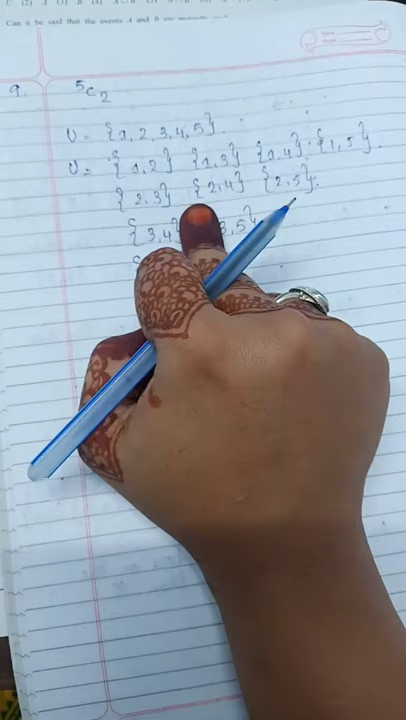 Can it be said that the events A and B are
9. ⁵C₂
U = {1,2,3,4,5}.
U = {1,2} {1,3} {1,4} {1,5}.
{2,3} {2,4} {2,5}.
{3,4} 3,5}
{